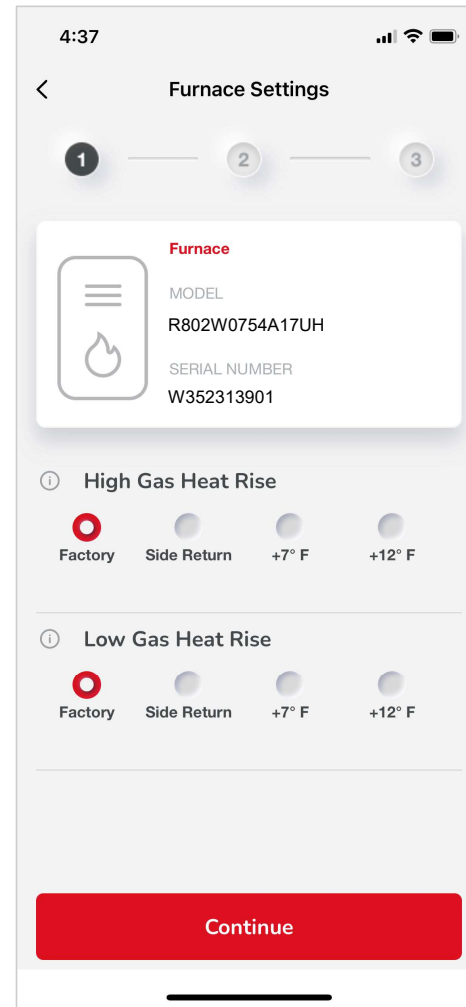 4:37
Furnace Settings
1 2 3
Furnace
MODEL
R802W0754A17UH
SERIAL NUMBER
W352313901
High Gas Heat Rise
Factory Side Return +7° F +12° F
Low Gas Heat Rise
Factory Side Return +7° F +12° F
Continue